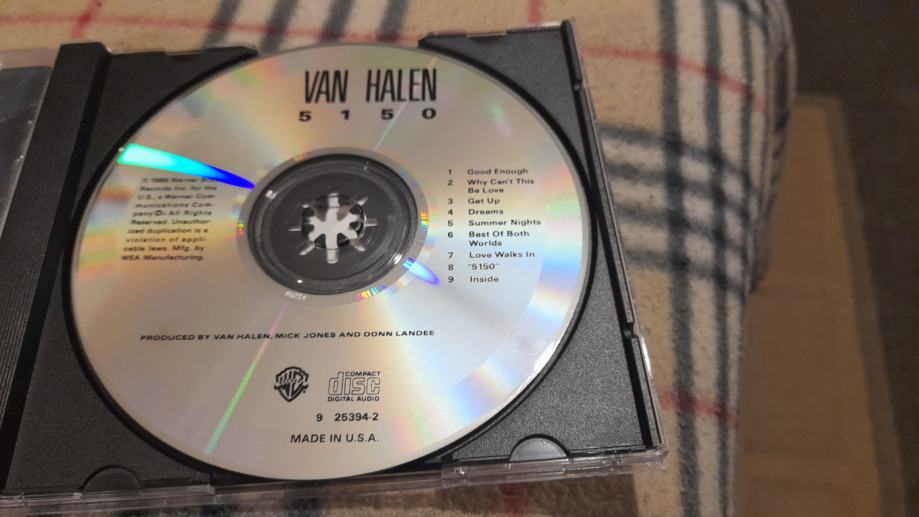 VAN HALEN
5 1 5 0
© 1986 Warner
Records Inc. for the
U.S., a Warner Com-
munications Com-
pany. All Rights
Reserved. Unauthor-
ized duplication is a
violation of appli-
cable laws. Mfg. by
WEA Manufacturing.
1 Good Enough
2 Why Can't This
Be Love
3 Get Up
4 Dreams
5 Summer Nights
6 Best Of Both
Worlds
7 Love Walks In
8 "5150"
9 Inside
PRODUCED BY VAN HALEN, MICK JONES AND DONN LANDEE
COMPACT
disc
DIGITAL AUDIO
9 25394-2
MADE IN U.S.A.